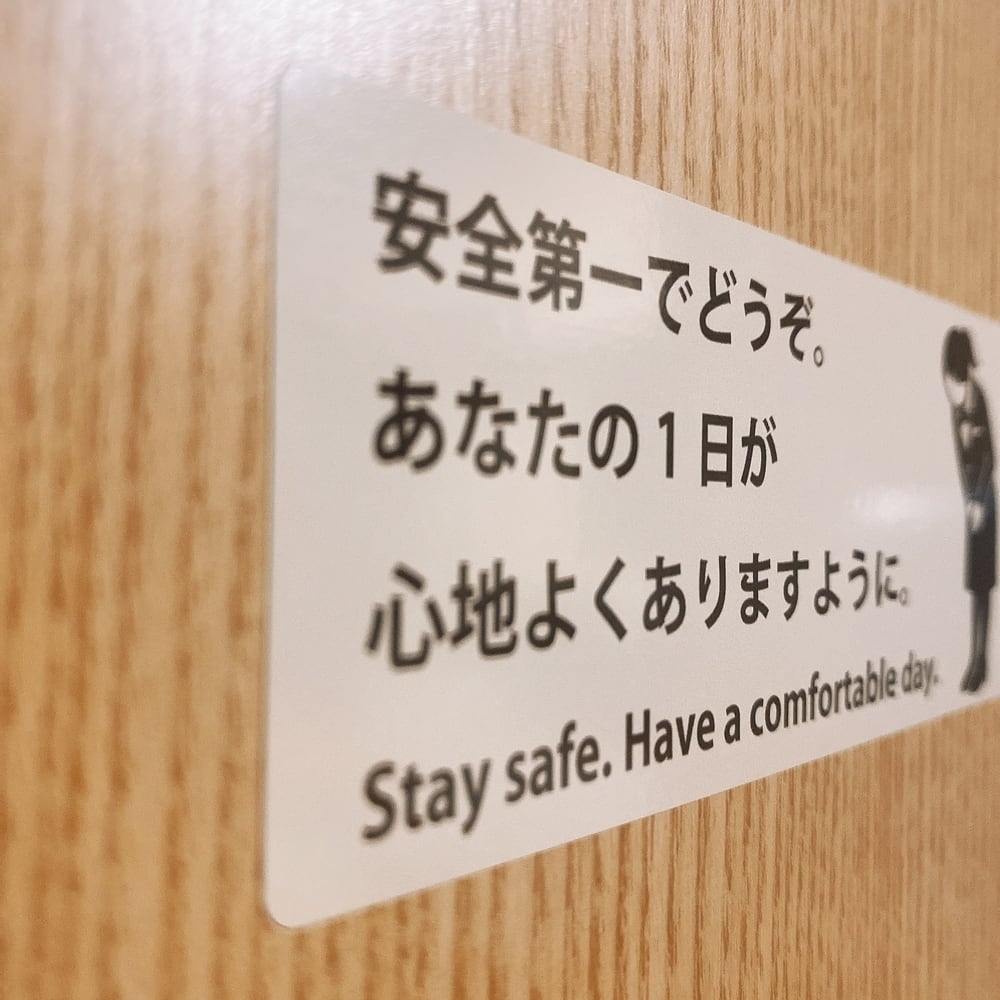 安全第一でどうぞ。
あなたの1日が
心地よくありますように。
Stay safe. Have a comfortable day.